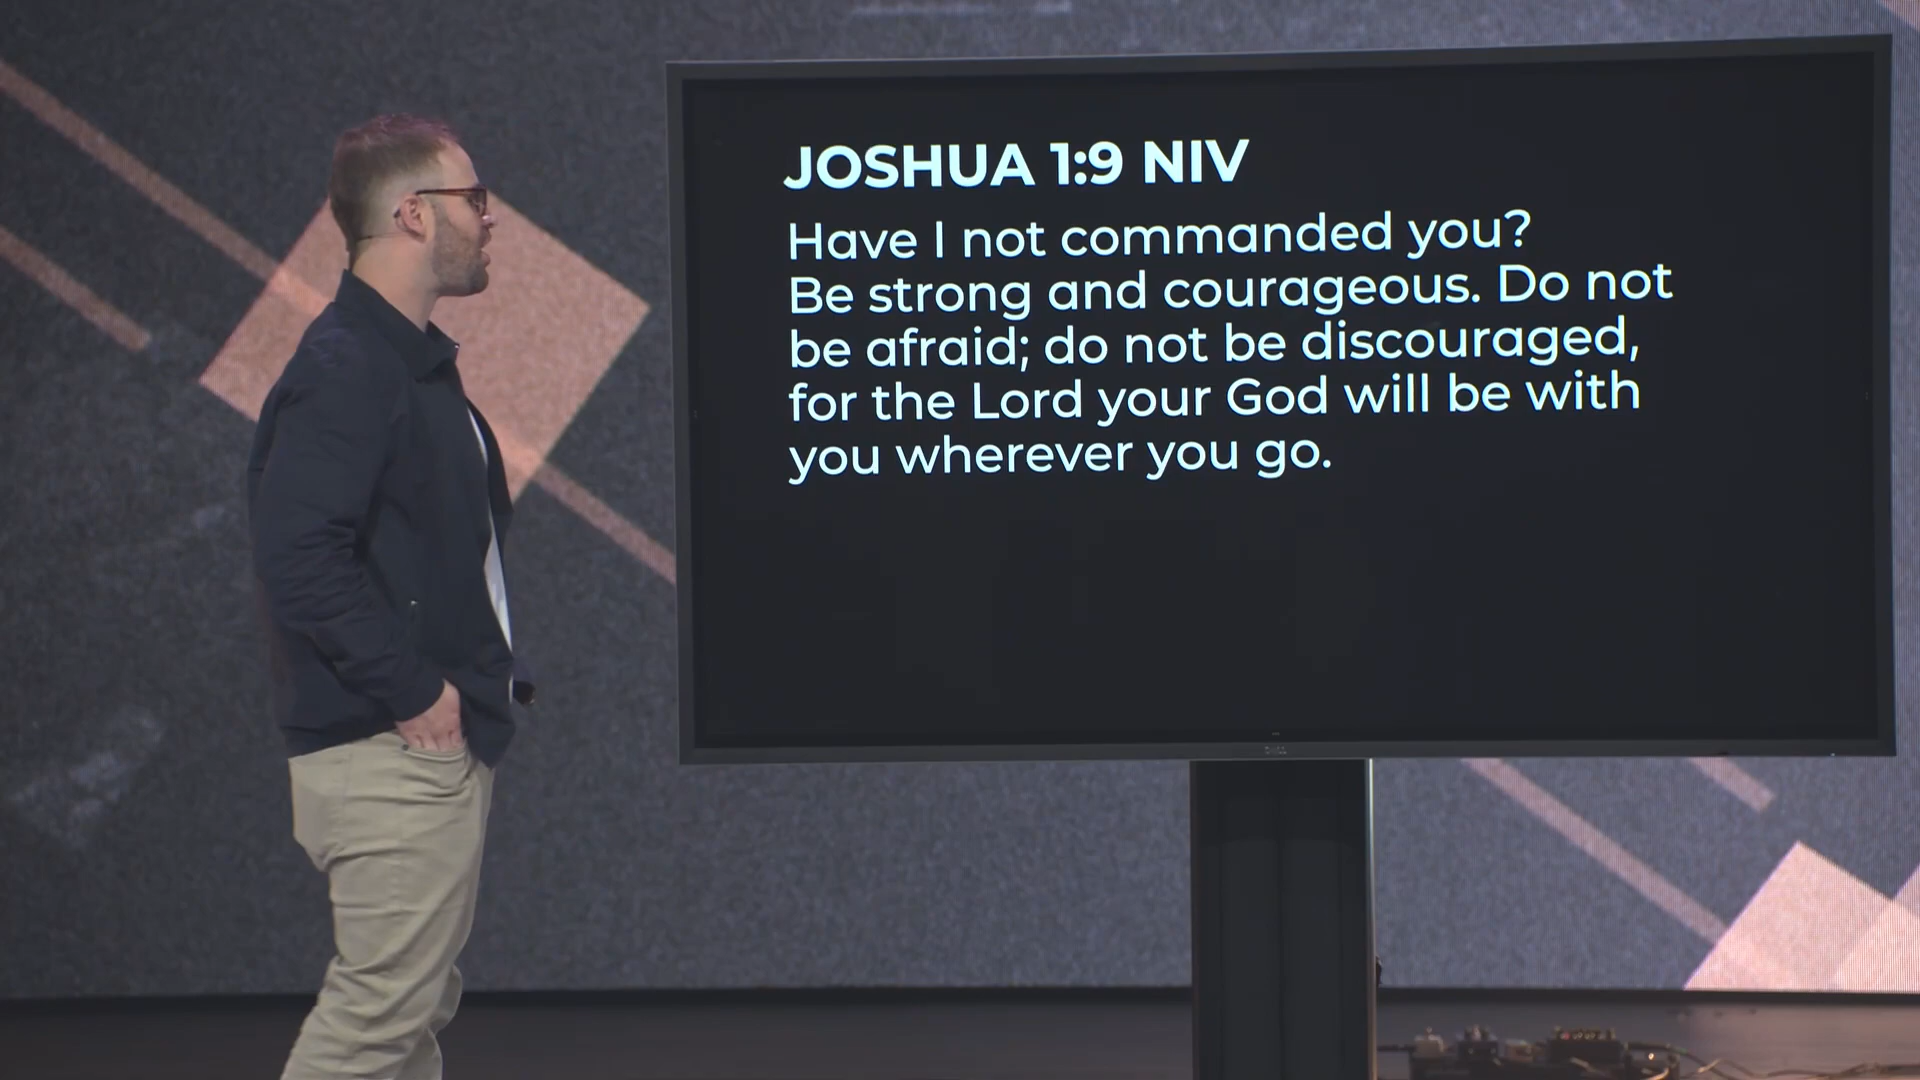 JOSHUA 1:9 NIV
Have I not commanded you?
Be strong and courageous. Do not
be afraid; do not be discouraged,
for the Lord your God will be with
you wherever you go.
DELL